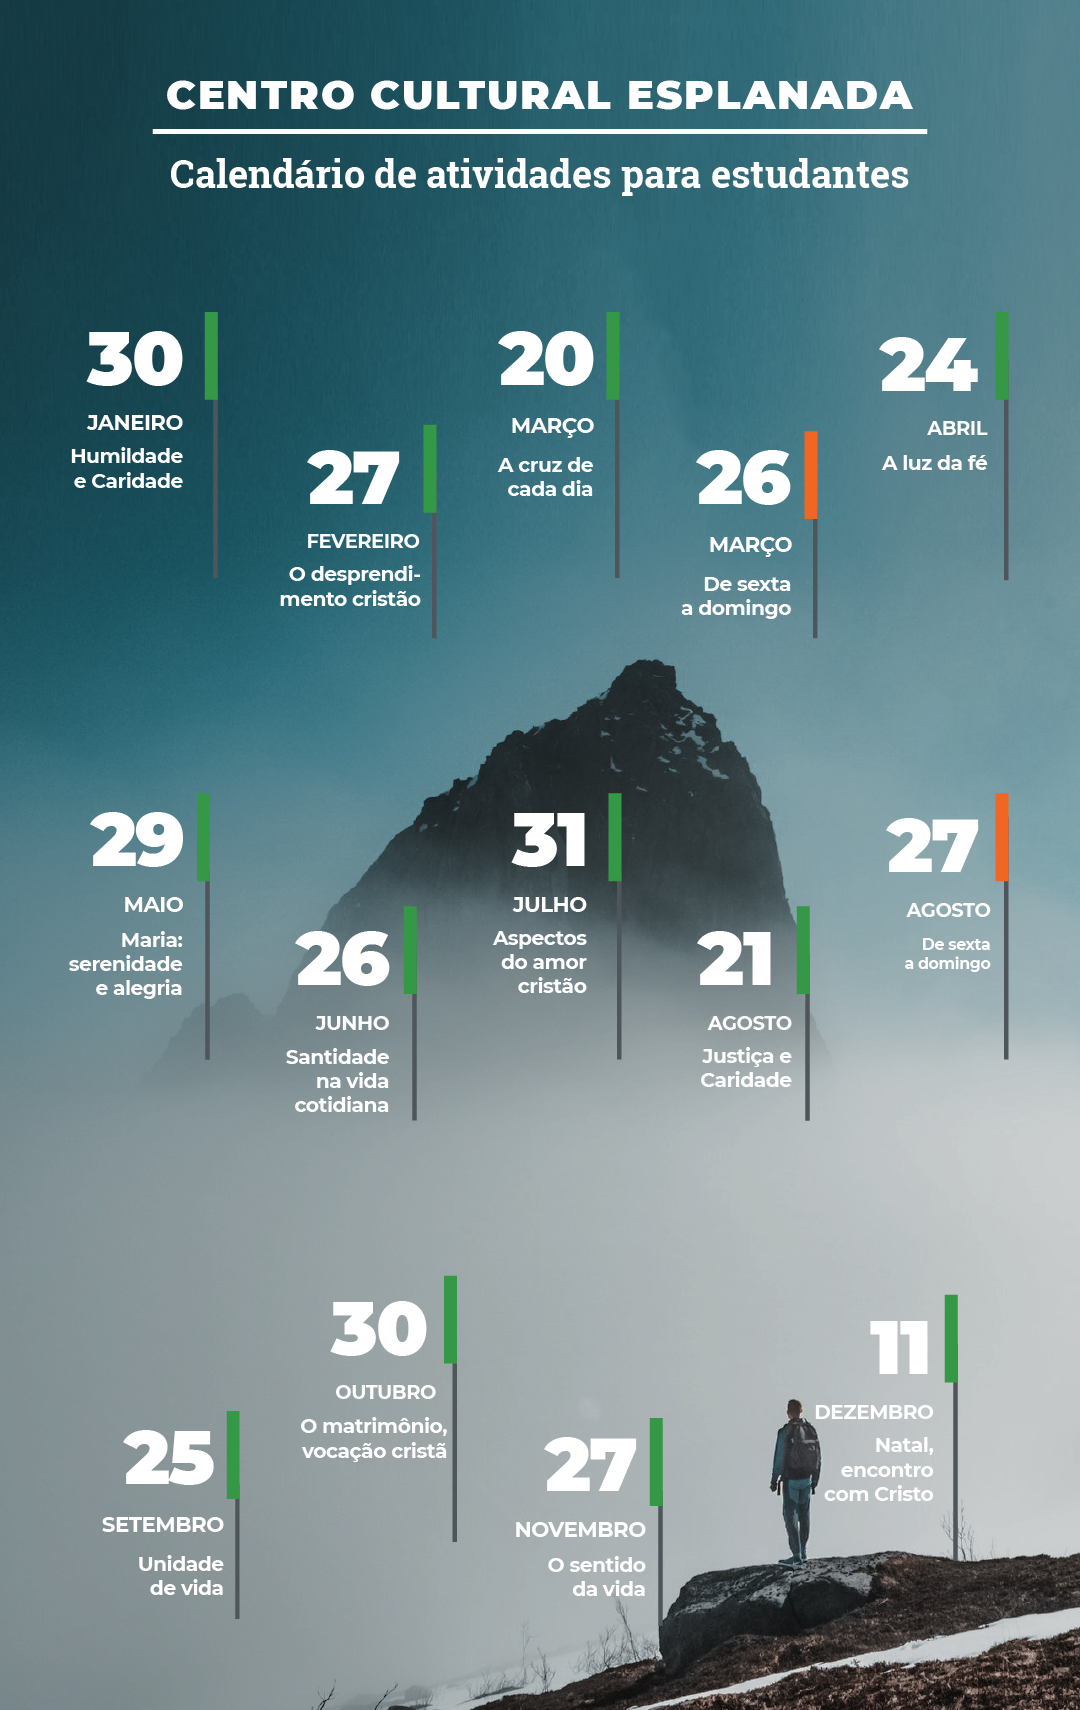 CENTRO CULTURAL ESPLANADA
Calendário de atividades para estudantes
30
JANEIRO
Humildade
e Caridade
27
FEVEREIRO
O desprendi-
mento cristão
20
MARÇO
A cruz de
cada dia
26
MARÇO
De sexta
a domingo
24
ABRIL
A luz da fé
29
MAIO
Maria:
serenidade
e alegria
26
JUNHO
Santidade
na vida
cotidiana
31
JULHO
Aspectos
do amor
cristão
21
AGOSTO
Justiça e
Caridade
27
AGOSTO
De sexta
a domingo
25
SETEMBRO
Unidade
de vida
30
OUTUBRO
O matrimônio,
vocação cristã
27
NOVEMBRO
O sentido
da vida
11
DEZEMBRO
Natal,
encontro
com Cristo